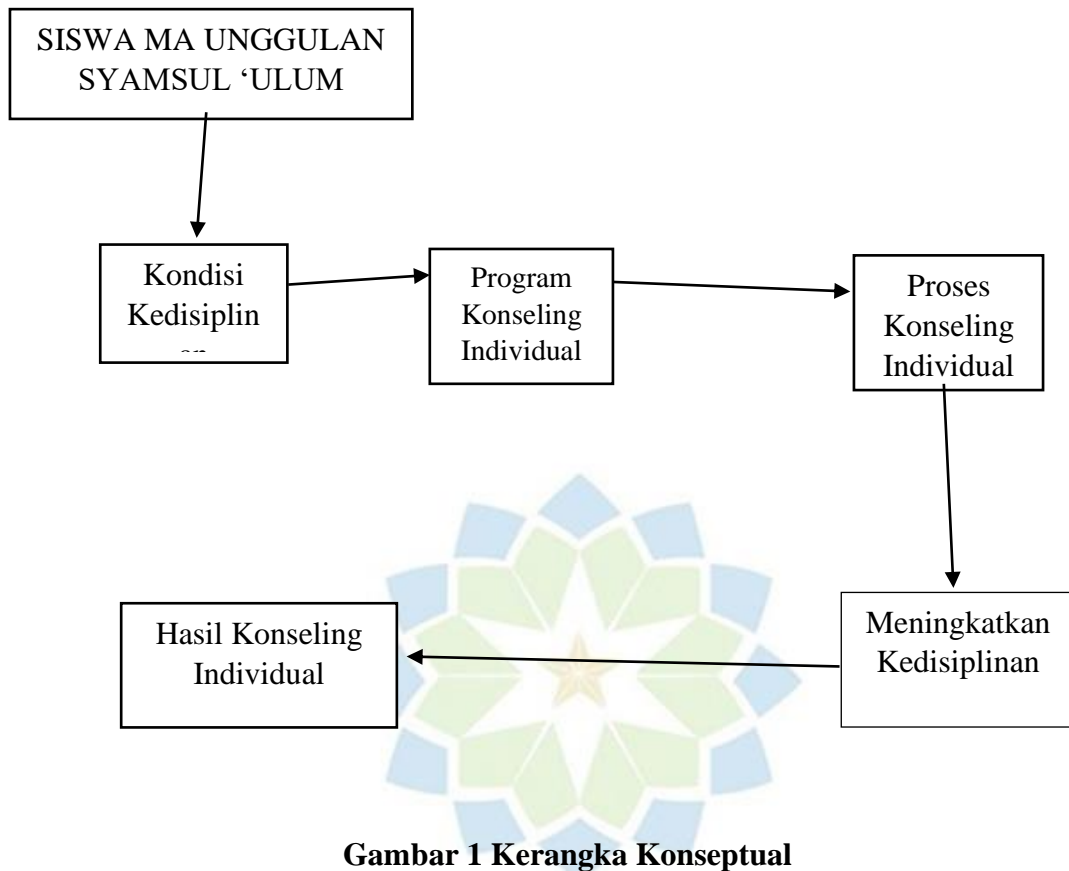 SISWA MA UNGGULAN
SYAMSUL ‘ULUM
Kondisi
Kedisiplin
Program
Konseling
Individual
Proses
Konseling
Individual
Meningkatkan
Kedisiplinan
Hasil Konseling
Individual
Gambar 1 Kerangka Konseptual